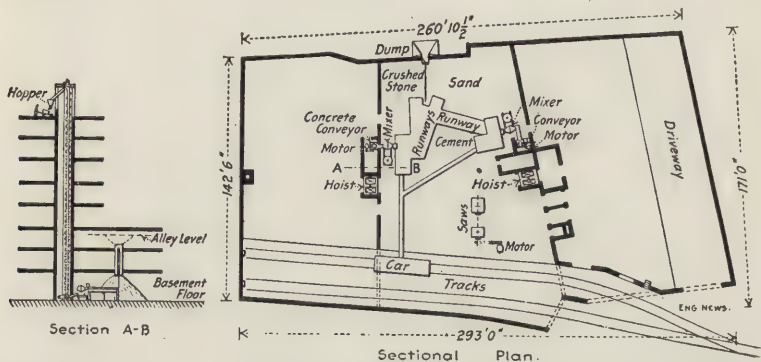 260'10 1/2"
Dump
Crushed
Stone
Sand
Hopper
Concrete
Conveyor
Mixer
Motor
A
B
Hoist
Runways
Runway
Cement
Mixer
Conveyor
Motor
Hoist
Driveway
142'6"
171'0"
Saws
Motor
Alley Level
Basement
Floor
Car
Tracks
ENG NEWS.
Section A-B
293'0"
Sectional Plan.